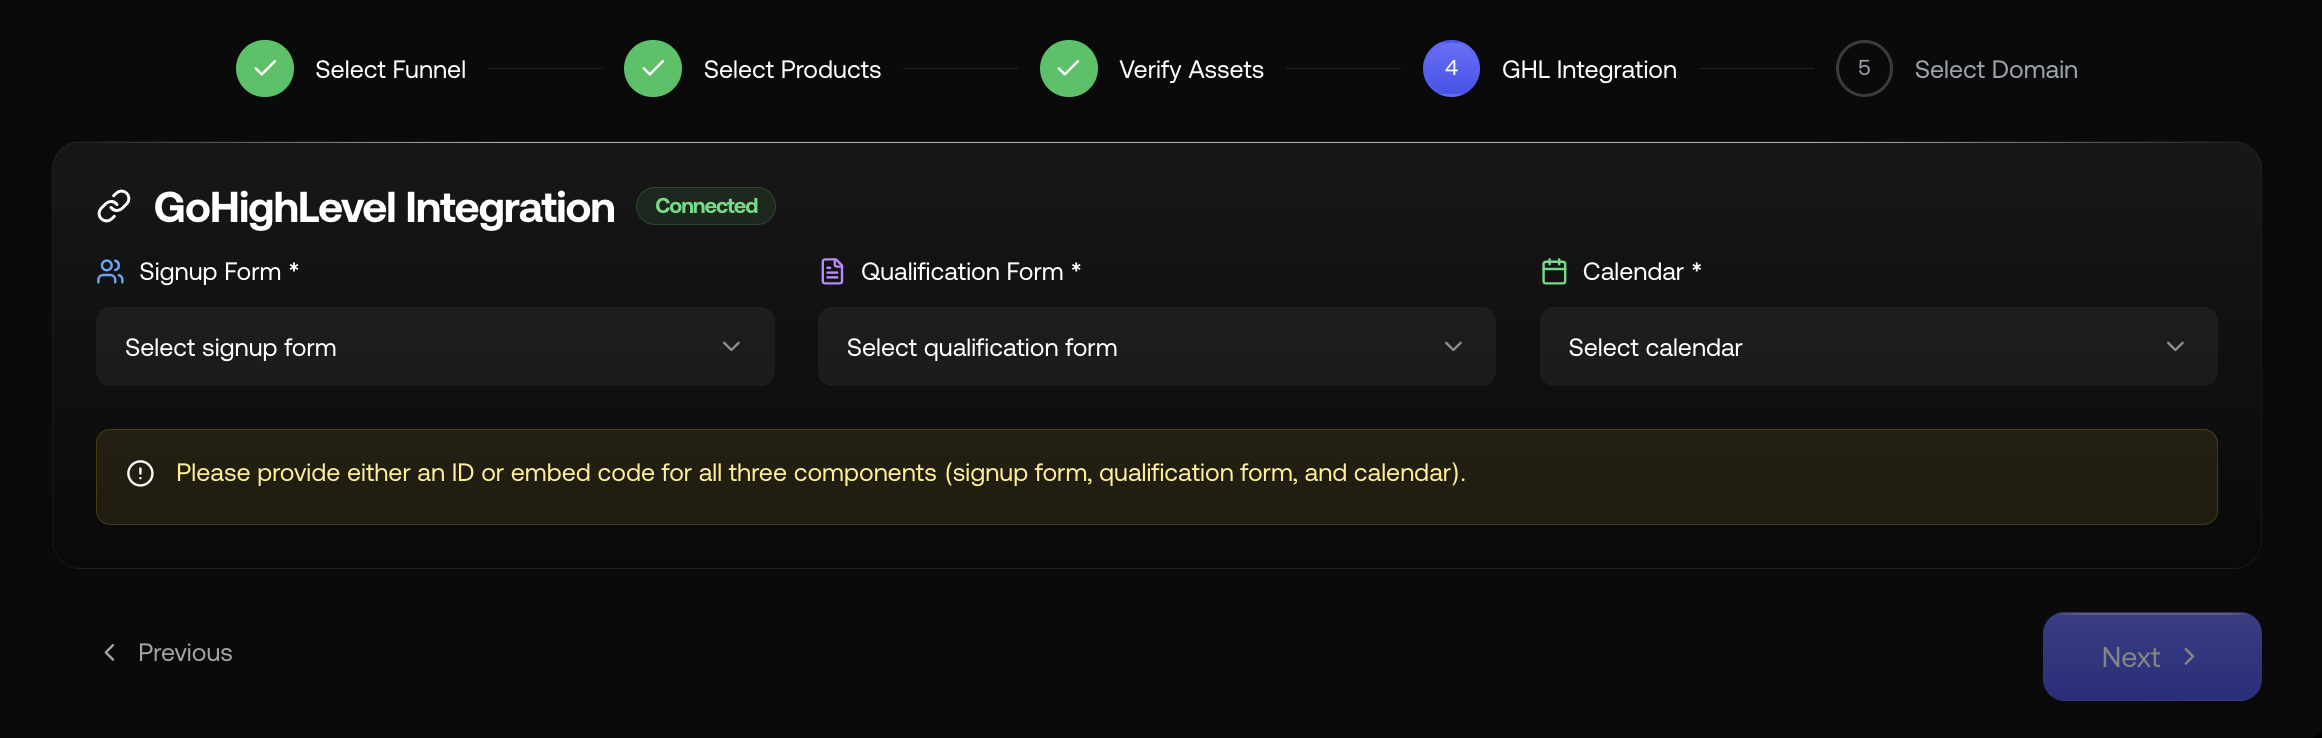 Select Funnel
Select Products
Verify Assets
4 GHL Integration
5 Select Domain
GoHighLevel Integration Connected
Signup Form *
Select signup form
Qualification Form *
Select qualification form
Calendar *
Select calendar
Please provide either an ID or embed code for all three components (signup form, qualification form, and calendar).
Previous
Next